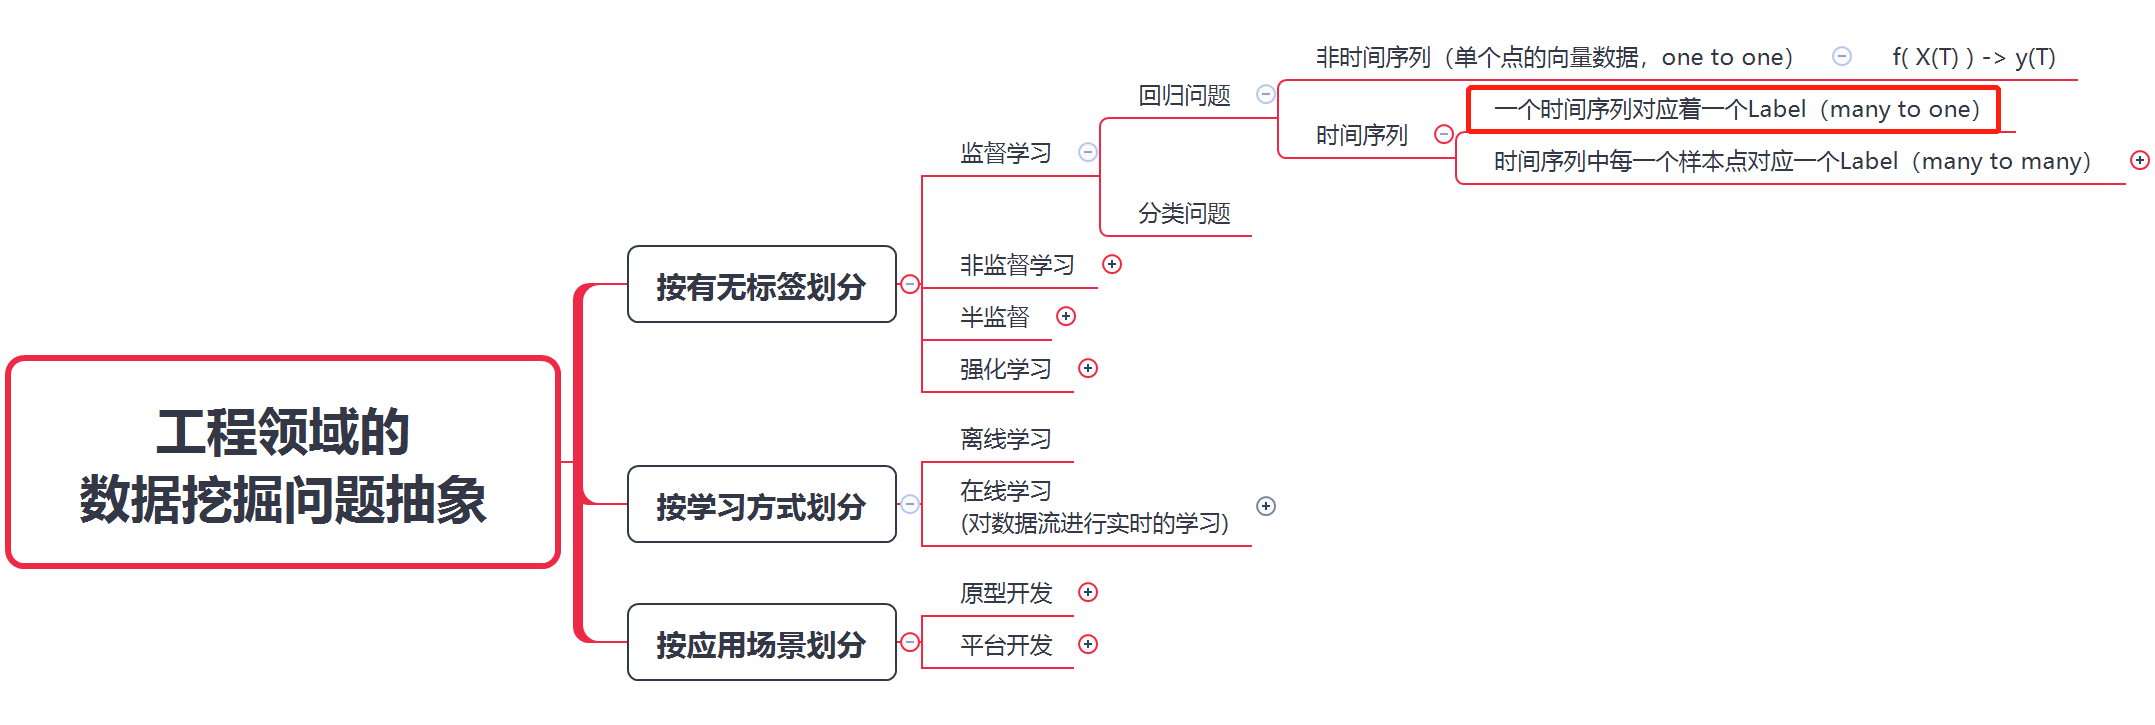 工程领域的
数据挖掘问题抽象
按有无标签划分
监督学习
回归问题
非时间序列（单个点的向量数据，one to one）
f( X(T) ) -> y(T)
时间序列
一个时间序列对应着一个Label（many to one）
时间序列中每一个样本点对应一个Label（many to many）
分类问题
非监督学习
半监督
强化学习
按学习方式划分
离线学习
在线学习
(对数据流进行实时的学习)
按应用场景划分
原型开发
平台开发